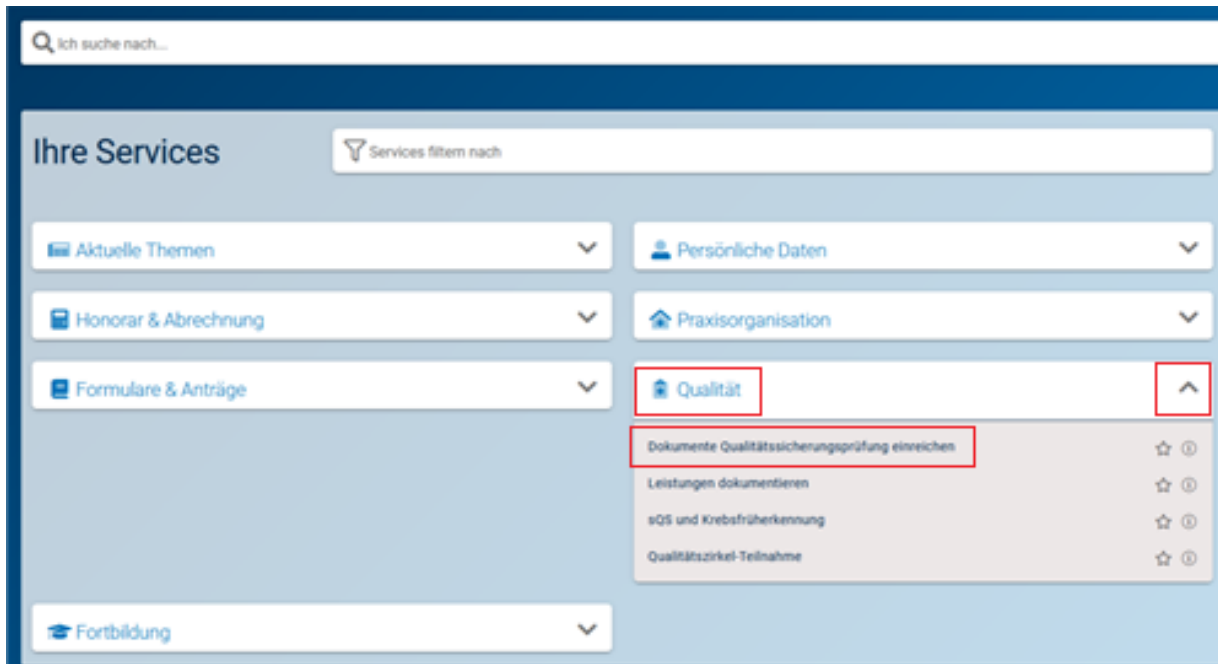 Ich suche nach...
Ihre Services
Services filtern nach
Aktuelle Themen
Persönliche Daten
Honorar & Abrechnung
Praxisorganisation
Formulare & Anträge
Qualität
Dokumente Qualitätssicherungsprüfung einreichen
Leistungen dokumentieren
sQS und Krebsfrüherkennung
Qualitätszirkel-Teilnahme
Fortbildung